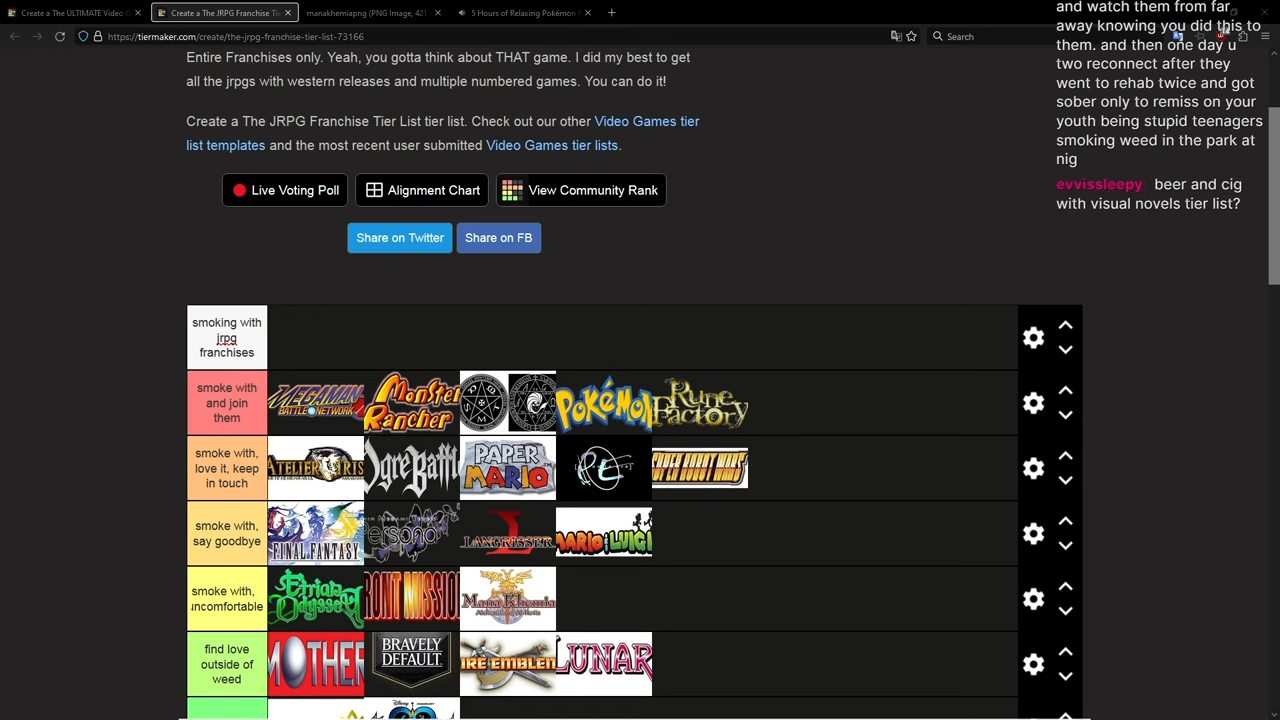 Create a The ULTIMATE Video G
Create a The JRPG Franchise Tie
manakhemiapng (PNG Image, 421
5 Hours of Relaxing Pokémon
https://tiermaker.com/create/the-jrpg-franchise-tier-list-73166
Search
Entire Franchises only. Yeah, you gotta think about THAT game. I did my best to get
all the jrpgs with western releases and multiple numbered games. You can do it!
Create a The JRPG Franchise Tier List tier list. Check out our other Video Games tier
list templates and the most recent user submitted Video Games tier lists.
Live Voting Poll
Alignment Chart
View Community Rank
Share on Twitter
Share on FB
and watch them from far
away knowing you did this to
them. and then one day u
two reconnect after they
went to rehab twice and got
sober only to remiss on your
youth being stupid teenagers
smoking weed in the park at
nig
evvissleepy: beer and cig
with visual novels tier list?
smoking with
jrpg
franchises
smoke with
and join
them
MEGAMAN
BATTLE NETWORK
Monster
Rancher
POKéMON
Rune
Factory
smoke with,
love it, keep
in touch
ATELIER IRIS
Ogre Battle
PAPER
MARIO
SUPER ROBOT WARS
smoke with,
say goodbye
FINAL FANTASY
Persona
LANGRISSER
MARIO & LUIGI
smoke with,
uncomfortable
Etrian
Odyssey
FRONT MISSION
Mana Khemia
find love
outside of
weed
MOTHER
BRAVELY
DEFAULT
FIRE EMBLEM
LUNAR
Disney